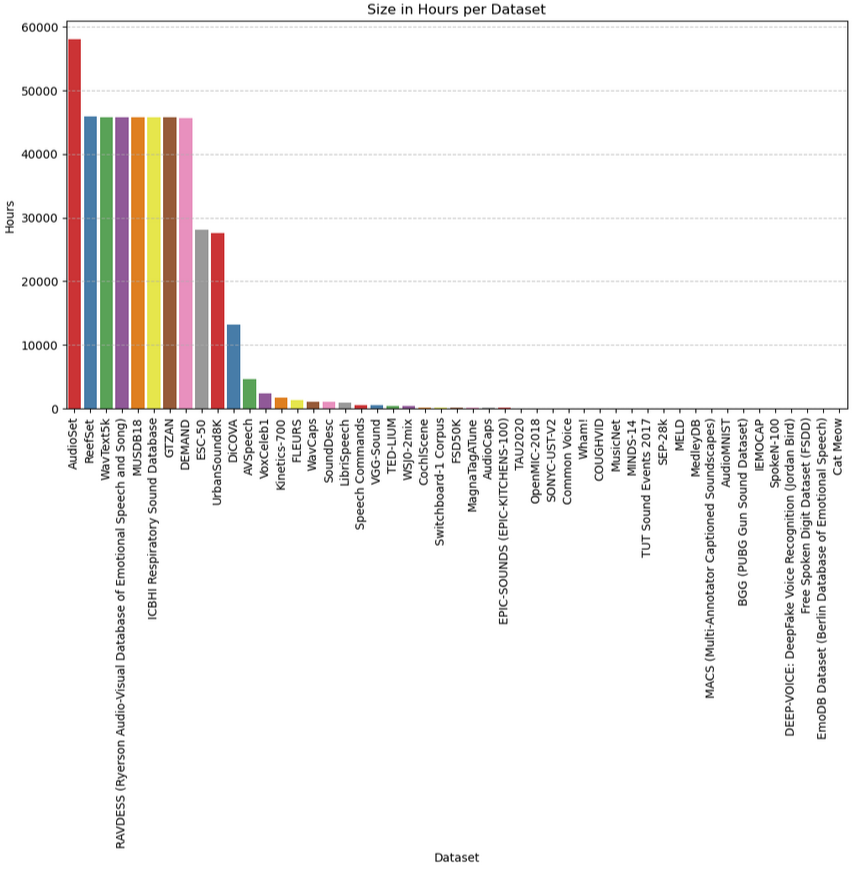 Size in Hours per Dataset
60000
50000
40000
30000
20000
10000
0
Hours
AudioSet
ReefSet
WavText5k
RAVDESS (Ryerson Audio-Visual Database of Emotional Speech and Song)
MUSDB18
ICBHI Respiratory Sound Database
GTZAN
DEMAND
ESC-50
UrbanSound8K
DiCOVA
AVSpeech
VoxCeleb1
Kinetics-700
FLEURS
WavCaps
SoundDesc
LibriSpeech
Speech Commands
VGG-Sound
TED-LIUM
WSJ0-2mix
CochlScene
Switchboard-1 Corpus
FSD50K
MagnaTagATune
AudioCaps
EPIC-SOUNDS (EPIC-KITCHENS-100)
TAU2020
OpenMIC-2018
SONYC-UST-V2
Common Voice
Wham!
COUGHVID
MusicNet
MINDS-14
TUT Sound Events 2017
SEP-28k
MELD
MedleyDB
MACS (Multi-Annotator Captioned Soundscapes)
AudioMNIST
BGG (PUBG Gun Sound Dataset)
IEMOCAP
SpokeN-100
DEEP-VOICE: DeepFake Voice Recognition (Jordan Bird)
Free Spoken Digit Dataset (FSDD)
EmoDB Dataset (Berlin Database of Emotional Speech)
Cat Meow
Dataset